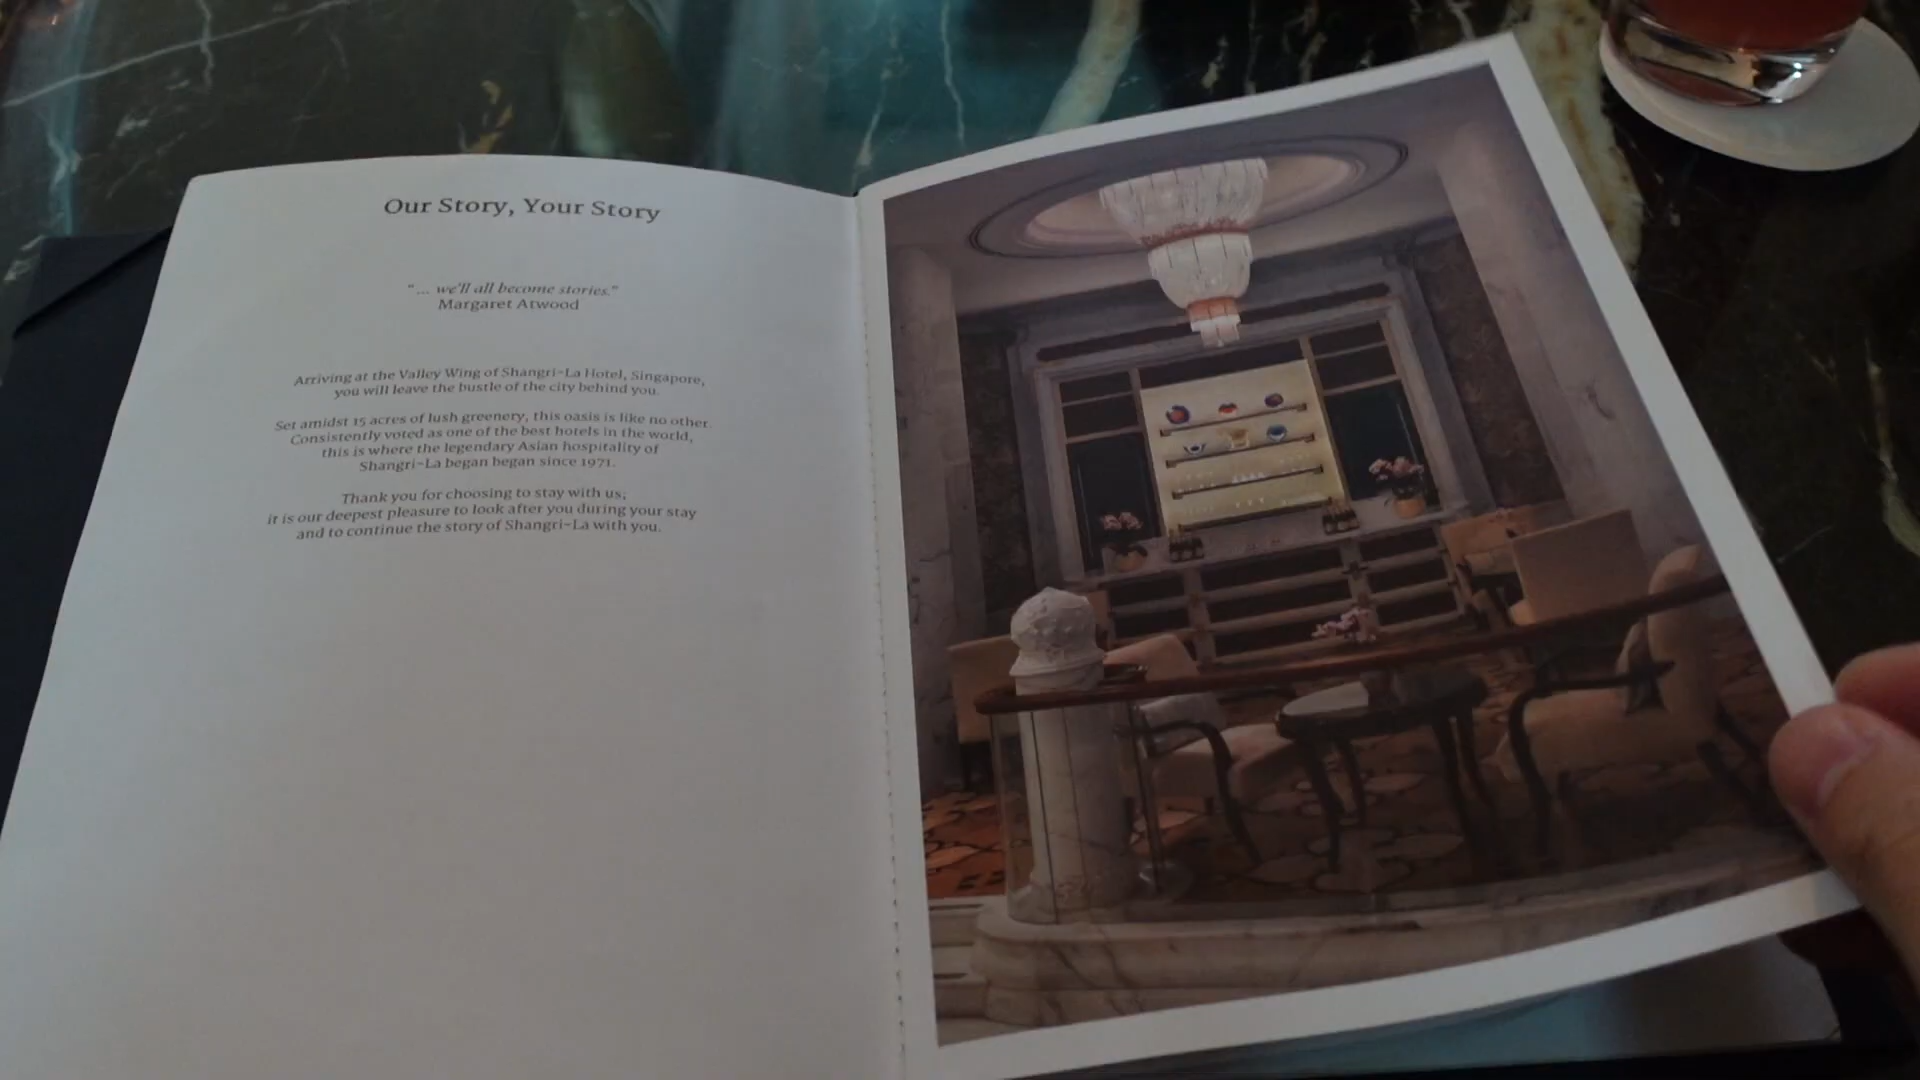 Our Story, Your Story
“ ... we'll all become stories.”
Margaret Atwood
Arriving at the Valley Wing of Shangri-La Hotel, Singapore,
you will leave the bustle of the city behind you.
Set amidst 15 acres of lush greenery, this oasis is like no other.
Consistently voted as one of the best hotels in the world,
this is where the legendary Asian hospitality of
Shangri-La began began since 1971.
Thank you for choosing to stay with us;
it is our deepest pleasure to look after you during your stay
and to continue the story of Shangri-La with you.